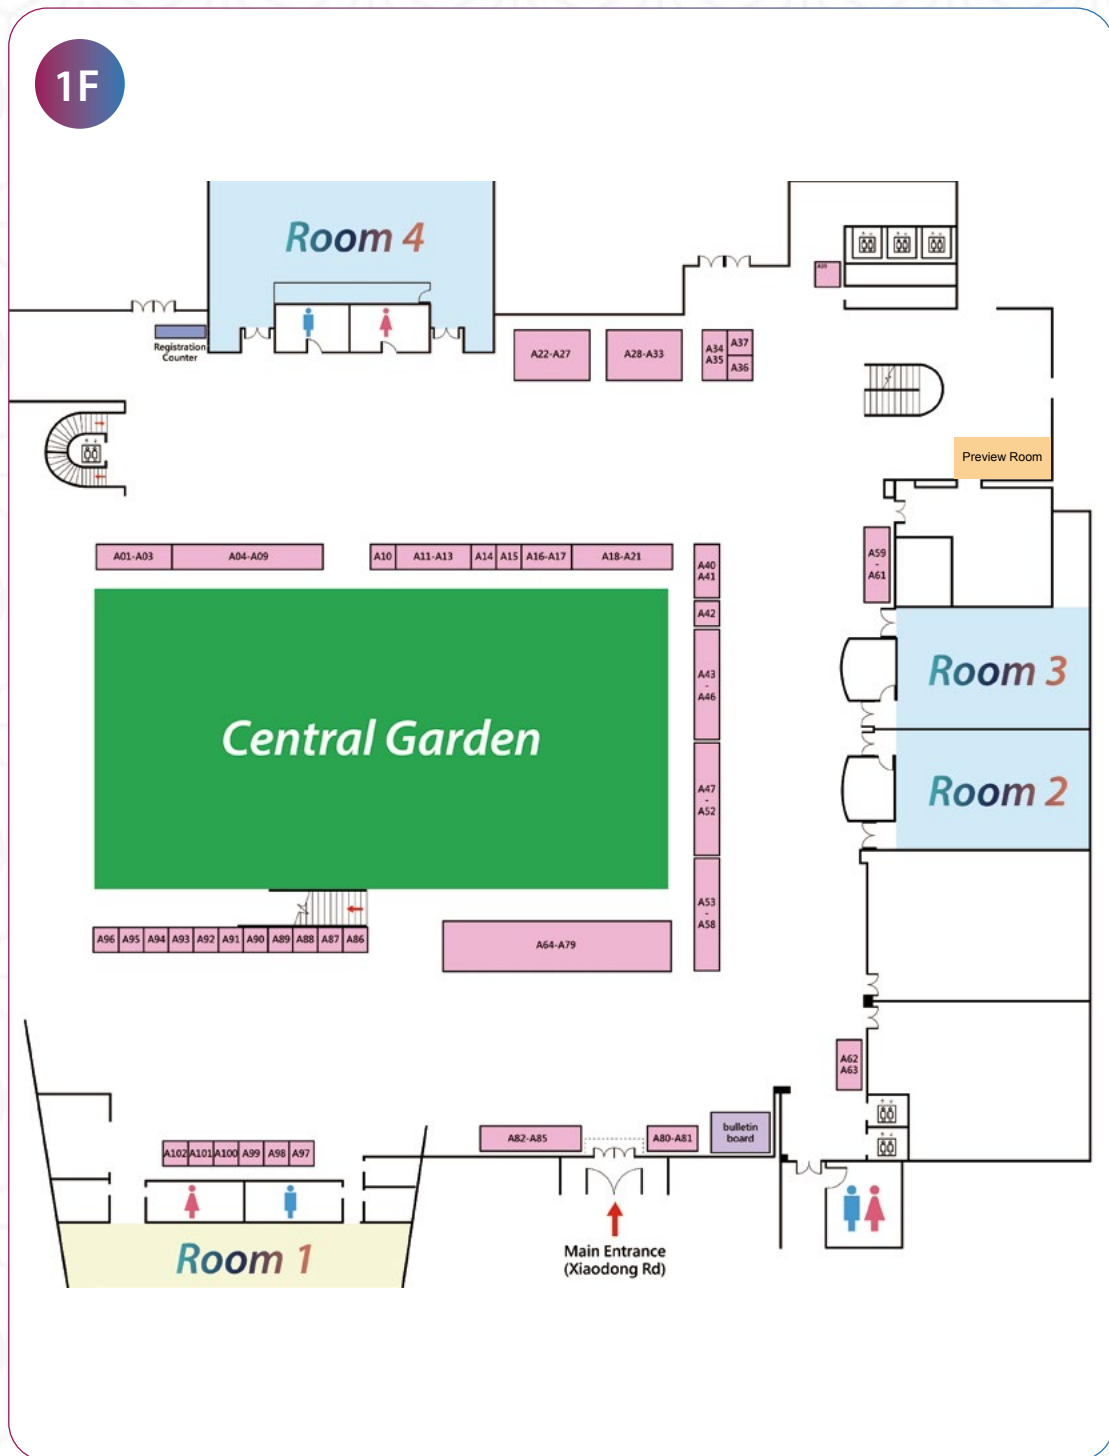 1F
Room 4
Registration
Counter
A22-A27
A28-A33
A34
A35
A37
A36
Preview Room
A01-A03
A04-A09
A10
A11-A13
A14
A15
A16-A17
A18-A21
A40
A41
A42
A43
-
A46
A47
-
A52
A53
-
A58
A59
-
A61
Room 3
Room 2
Central Garden
A96
A95
A94
A93
A92
A91
A90
A89
A88
A87
A86
A64-A79
A62
A63
A102
A101
A100
A99
A98
A97
A82-A85
A80-A81
bulletin
board
Room 1
Main Entrance
(Xiaodong Rd)